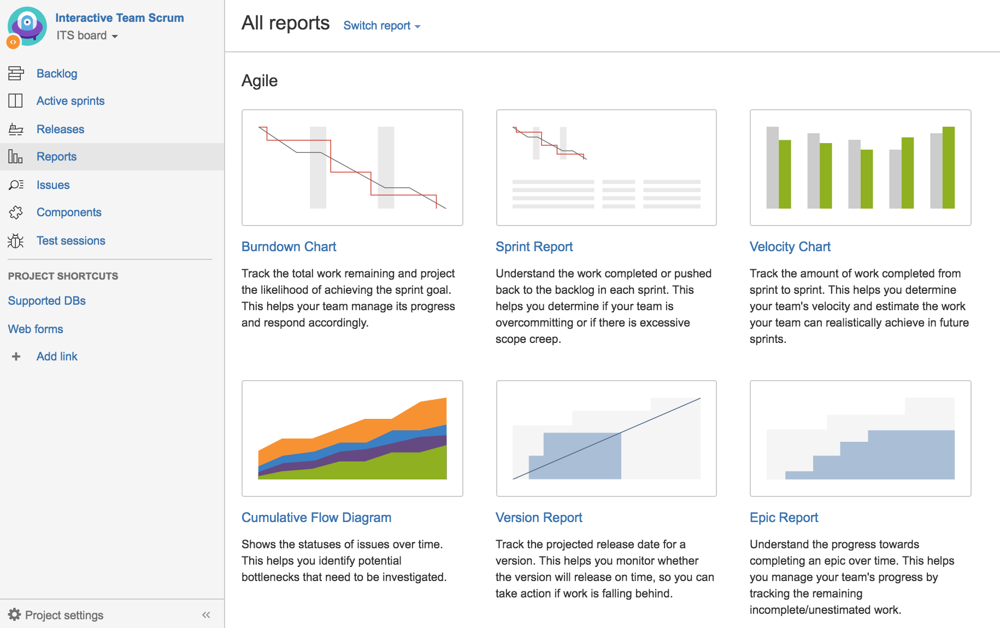 Interactive Team Scrum
ITS board
Backlog
Active sprints
Releases
Reports
Issues
Components
Test sessions
PROJECT SHORTCUTS
Supported DBs
Web forms
Add link
Project settings
All reports
Switch report
Agile
Burndown Chart
Track the total work remaining and project
the likelihood of achieving the sprint goal.
This helps your team manage its progress
and respond accordingly.
Sprint Report
Understand the work completed or pushed
back to the backlog in each sprint. This
helps you determine if your team is
overcommitting or if there is excessive
scope creep.
Velocity Chart
Track the amount of work completed from
sprint to sprint. This helps you determine
your team's velocity and estimate the work
your team can realistically achieve in future
sprints.
Cumulative Flow Diagram
Shows the statuses of issues over time.
This helps you identify potential
bottlenecks that need to be investigated.
Version Report
Track the projected release date for a
version. This helps you monitor whether
the version will release on time, so you can
take action if work is falling behind.
Epic Report
Understand the progress towards
completing an epic over time. This helps
you manage your team's progress by
tracking the remaining
incomplete/unestimated work.